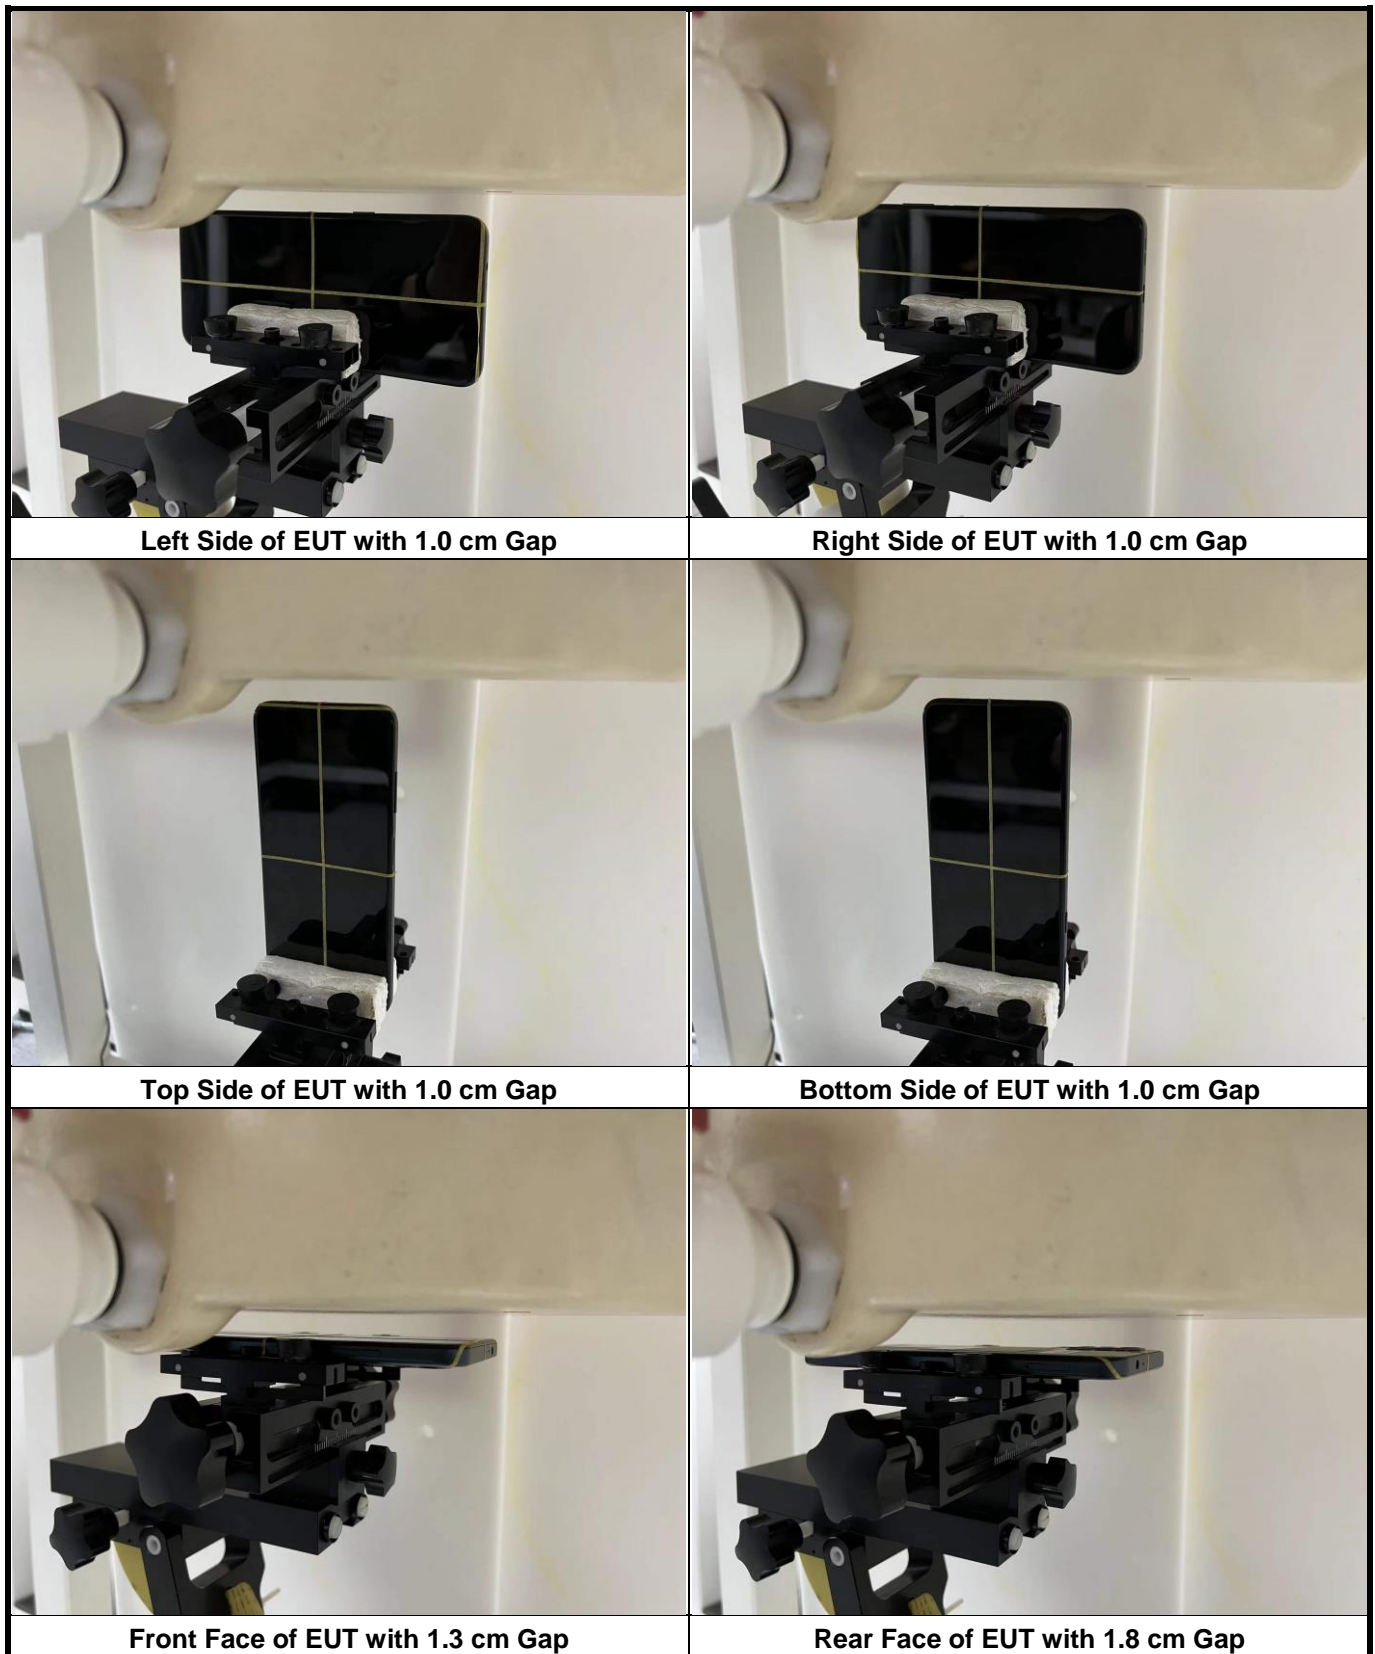 Left Side of EUT with 1.0 cm Gap
Right Side of EUT with 1.0 cm Gap
Top Side of EUT with 1.0 cm Gap
Bottom Side of EUT with 1.0 cm Gap
Front Face of EUT with 1.3 cm Gap
Rear Face of EUT with 1.8 cm Gap